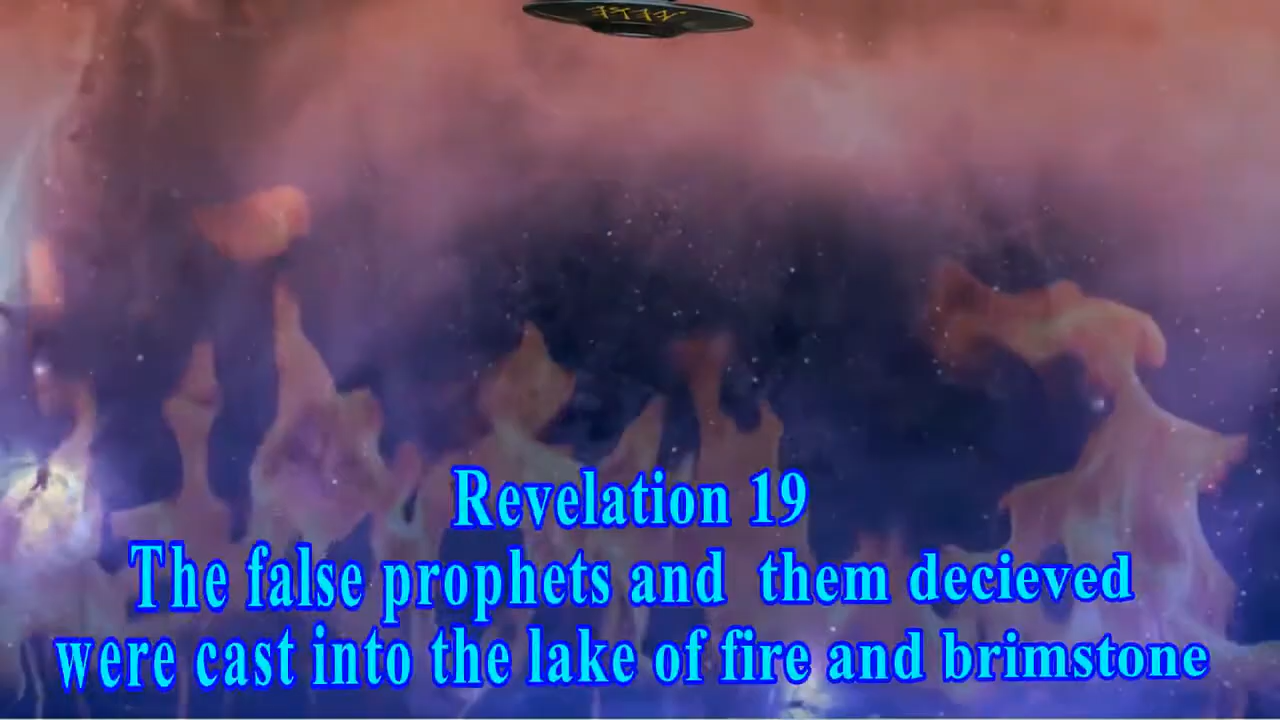 Revelation 19
The false prophets and them decieved
were cast into the lake of fire and brimstone